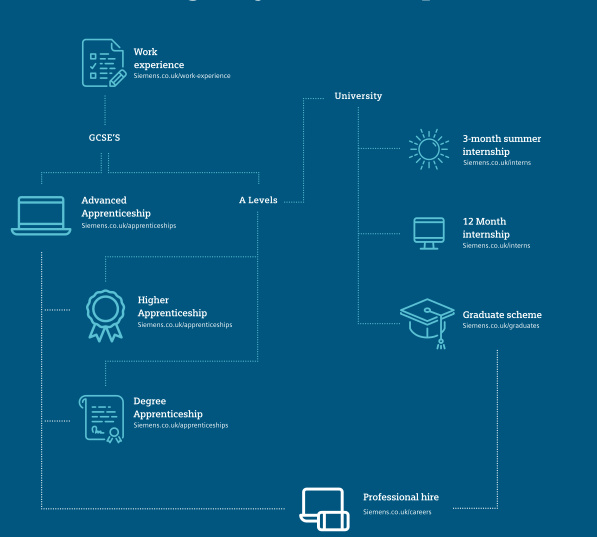 Work
experience
Siemens.co.uk/work-experience
University
GCSE'S
3-month summer
internship
Siemens.co.uk/interns
Advanced
Apprenticeship
Siemens.co.uk/apprenticeships
A Levels
12 Month
internship
Siemens.co.uk/interns
Higher
Apprenticeship
Siemens.co.uk/apprenticeships
Graduate scheme
Siemens.co.uk/graduates
Degree
Apprenticeship
Siemens.co.uk/apprenticeships
Professional hire
Siemens.co.uk/careers